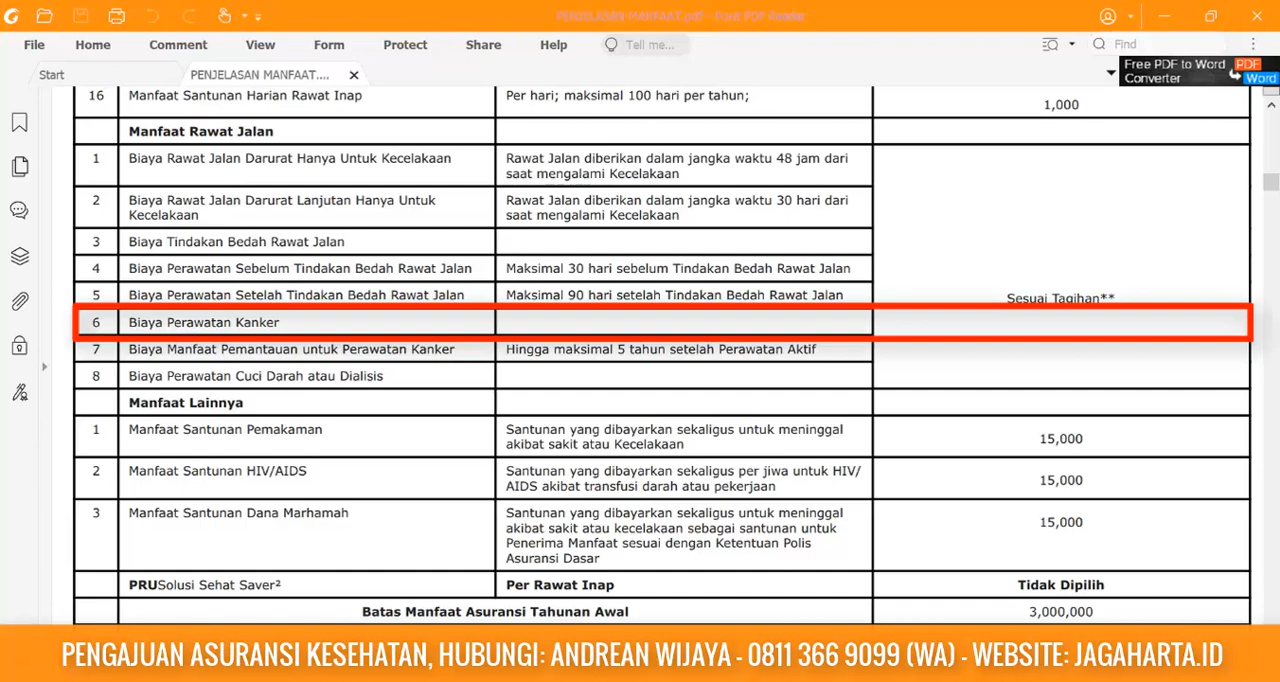 PENJELASAN MANFAAT.pdf - Foxit PDF Reader
File Home Comment View Form Protect Share Help Tell me... Find
Start PENJELASAN MANFAAT.... Free PDF to Word Converter PDF Word
16 Manfaat Santunan Harian Rawat Inap Per hari; maksimal 100 hari per tahun; 1,000
Manfaat Rawat Jalan
1 Biaya Rawat Jalan Darurat Hanya Untuk Kecelakaan Rawat Jalan diberikan dalam jangka waktu 48 jam dari
saat mengalami Kecelakaan
2 Biaya Rawat Jalan Darurat Lanjutan Hanya Untuk Rawat Jalan diberikan dalam jangka waktu 30 hari dari
Kecelakaan saat mengalami Kecelakaan
3 Biaya Tindakan Bedah Rawat Jalan
4 Biaya Perawatan Sebelum Tindakan Bedah Rawat Jalan Maksimal 30 hari sebelum Tindakan Bedah Rawat Jalan
5 Biaya Perawatan Setelah Tindakan Bedah Rawat Jalan Maksimal 90 hari setelah Tindakan Bedah Rawat Jalan
Sesuai Tagihan**
6 Biaya Perawatan Kanker
7 Biaya Manfaat Pemantauan untuk Perawatan Kanker Hingga maksimal 5 tahun setelah Perawatan Aktif
8 Biaya Perawatan Cuci Darah atau Dialisis
Manfaat Lainnya
1 Manfaat Santunan Pemakaman Santunan yang dibayarkan sekaligus untuk meninggal
akibat sakit atau Kecelakaan 15,000
2 Manfaat Santunan HIV/AIDS Santunan yang dibayarkan sekaligus per jiwa untuk HIV/
AIDS akibat transfusi darah atau pekerjaan 15,000
3 Manfaat Santunan Dana Marhamah Santunan yang dibayarkan sekaligus untuk meninggal
akibat sakit atau kecelakaan sebagai santunan untuk 15,000
Penerima Manfaat sesuai dengan Ketentuan Polis
Asuransi Dasar
PRUSolusi Sehat Saver² Per Rawat Inap Tidak Dipilih
Batas Manfaat Asuransi Tahunan Awal 3,000,000
PENGAJUAN ASURANSI KESEHATAN, HUBUNGI: ANDREAN WIJAYA - 0811 366 9099 (WA) - WEBSITE: JAGAHARTA.ID